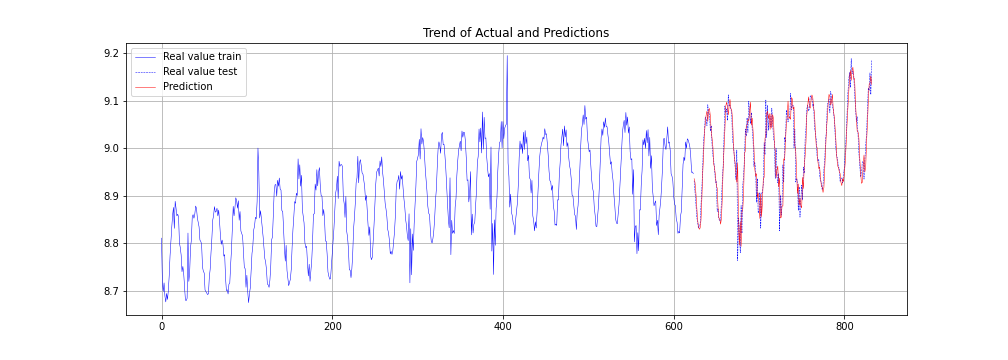 Trend of Actual and Predictions
Real value train
Real value test
Prediction
9.2
9.1
9.0
8.9
8.8
8.7
0 200 400 600 800